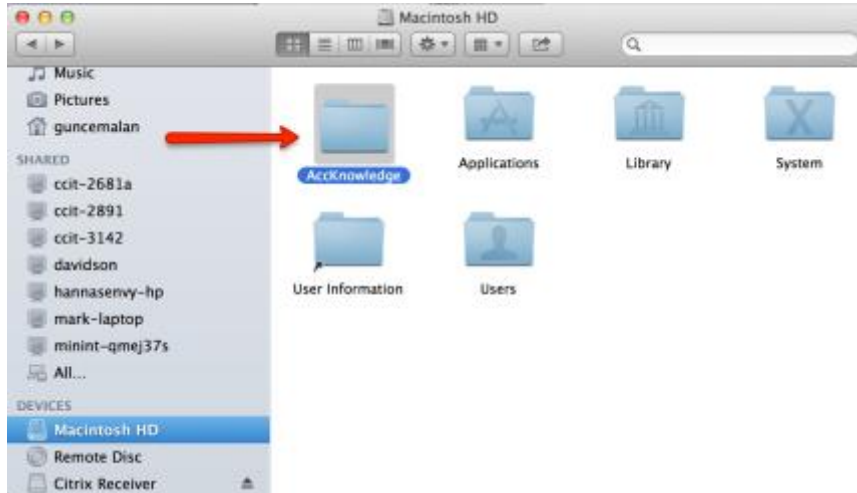 Macintosh HD
Music
Pictures
guncemalan
SHARED
ccit-2681a
ccit-2891
ccit-3142
davidson
hannasenvy-hp
mark-laptop
minint-qmej37s
All...
DEVICES
Macintosh HD
Remote Disc
Citrix Receiver
AccKnowledge
Applications
Library
System
User Information
Users